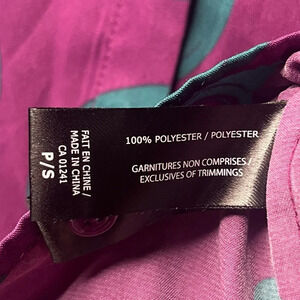 100% POLYESTER / POLYESTER
GARNITURES NON COMPRISES /
EXCLUSIVES OF TRIMMINGS
FAIT EN CHINE /
MADE IN CHINA
CA 01241
P/S